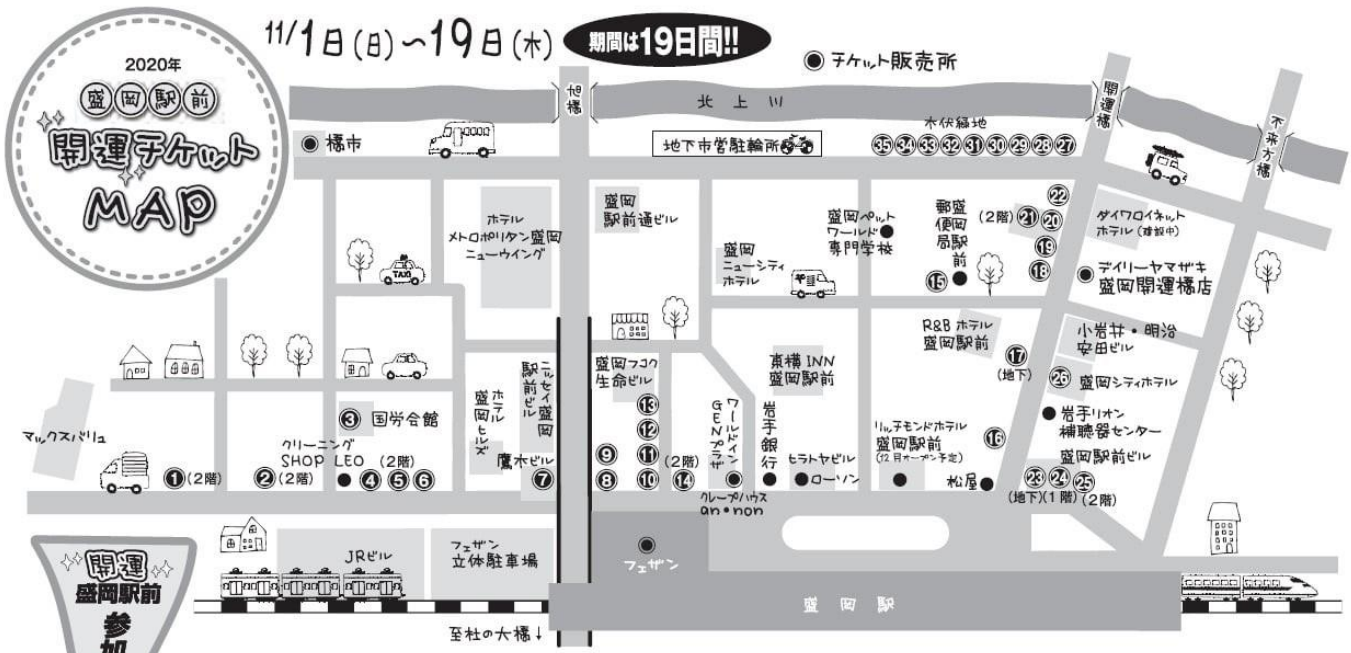 11/1日(日)～19日(木)
期間は19日間!!
2020年
盛岡駅前
開運チケット
MAP
◉チケット販売所
旭橋
北上川
開運橋
不来方橋
橋市
地下市営駐輪所
木伏緑地
㉟ ㉞ ㉝ ㉜ ㉛ ㉚ ㉙ ㉘ ㉗
ホテル
メトロポリタン盛岡
ニューウイング
盛岡
駅前通ビル
盛岡
ニューシティ
ホテル
盛岡ペット
ワールド
専門学校
盛岡駅前
郵便局
⑮
(2階)㉑
㉒
⑳
⑲
⑱
ダイワロイネット
ホテル(建設中)
デイリーヤマザキ
盛岡開運橋店
TAXI
〒
R&Bホテル
盛岡駅前
⑰
(地下)
小岩井・明治
安田ビル
㉖ 盛岡シティホテル
岩手リオン
補聴器センター
盛岡駅前ビル
㉓ ㉔ ㉕
(地下)(1階)(2階)
マックスバリュ
①(2階)
②(2階)
③ 国労会館
クリーニング
SHOP LEO
(2階)
④ ⑤ ⑥
ホテル
盛岡ヒルズ
ニッセイ盛岡
駅前ビル
鷹木ビル
⑦
盛岡フコク
生命ビル
⑬
⑫
⑨ ⑪ (2階)
⑧ ⑩ ⑭
ワールドイン
GENプラザ
クレープハウス
an・non
岩手銀行
東横INN
盛岡駅前
ヒラトヤビル
ローソン
リッチモンドホテル
盛岡駅前
(12月オープン予定)
⑯
松屋
JRビル
フェザン
立体駐車場
フェザン
盛岡駅
至杜の大橋↓
開運
盛岡駅前
参
加